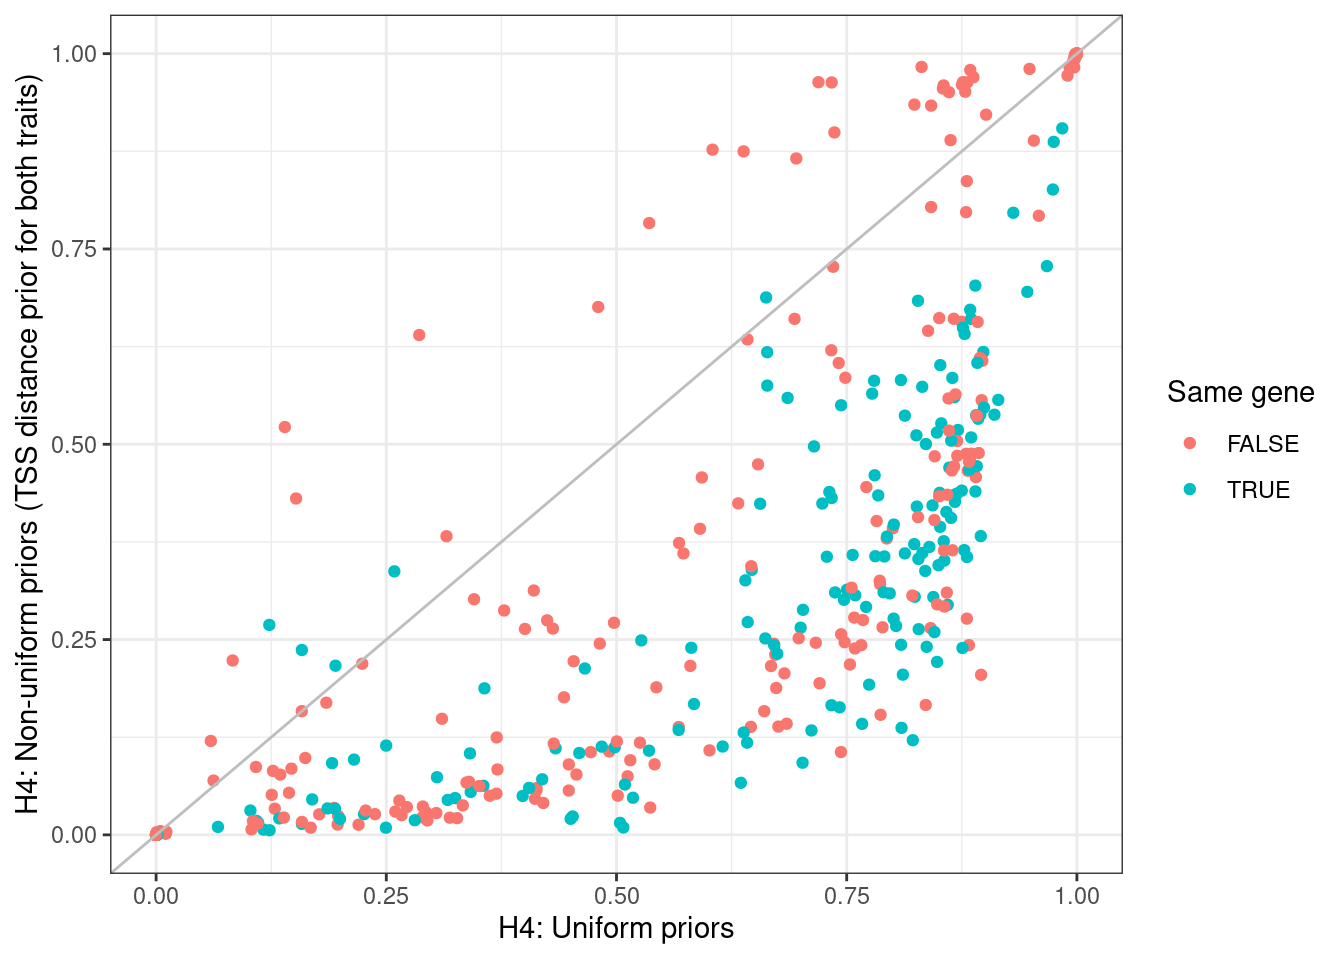 1.00
0.75
0.50
0.25
0.00
H4: Non-uniform priors (TSS distance prior for both traits)
0.00 0.25 0.50 0.75 1.00
H4: Uniform priors
Same gene
FALSE
TRUE